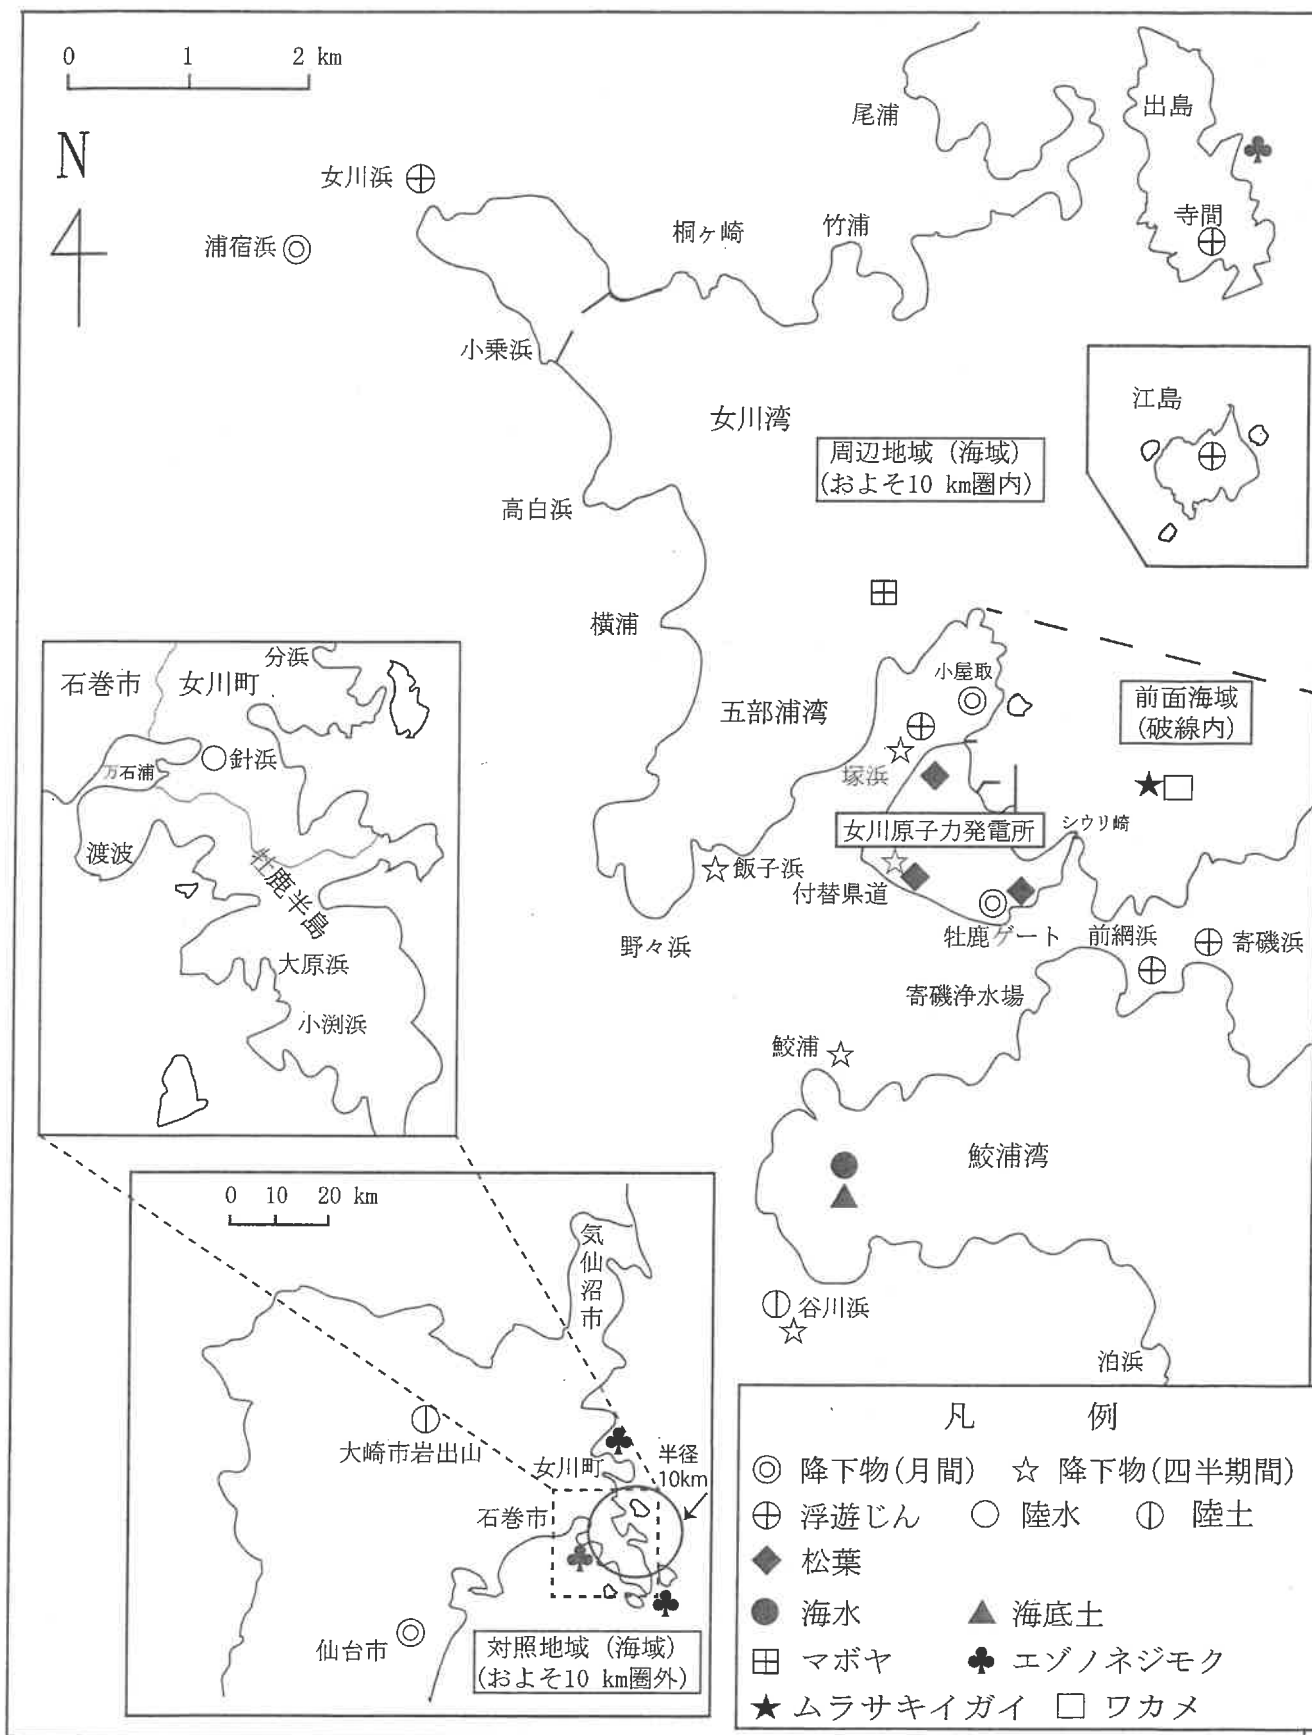 0 1 2 km
N
尾浦
出島
女川浜
寺間
浦宿浜
桐ヶ崎
竹浦
小乗浜
江島
女川湾
周辺地域 (海域)
(およそ10 km圏内)
高白浜
横浦
分浜
石巻市
女川町
小屋取
五部浦湾
前面海域
(破線内)
万石浦
針浜
塚浜
女川原子力発電所
シウリ崎
渡波
牡鹿半島
飯子浜
付替県道
野々浜
牡鹿ゲート
前網浜
寄磯浜
大原浜
寄磯浄水場
小渕浜
鮫浦
鮫浦湾
0 10 20 km
気仙沼市
谷川浜
泊浜
大崎市岩出山
女川町
半径
10km
石巻市
仙台市
対照地域 (海域)
(およそ10 km圏外)
凡 例
◎ 降下物(月間) ☆ 降下物(四半期間)
⊕ 浮遊じん ○ 陸水 ⦶ 陸土
◆ 松葉
● 海水 ▲ 海底土
⊞ マボヤ ♣ エゾノネジモク
★ ムラサキイガイ □ ワカメ